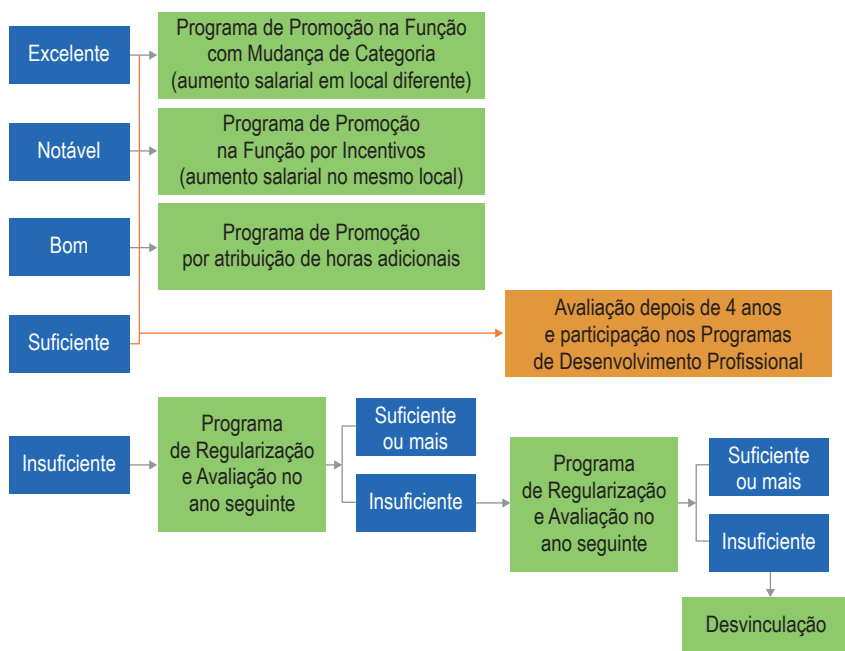 Excelente
Programa de Promoção na Função
com Mudança de Categoria
(aumento salarial em local diferente)
Notável
Programa de Promoção
na Função por Incentivos
(aumento salarial no mesmo local)
Bom
Programa de Promoção
por atribuição de horas adicionais
Suficiente
Avaliação depois de 4 anos
e participação nos Programas
de Desenvolvimento Profissional
Insuficiente
Programa
de Regularização
e Avaliação no
ano seguinte
Suficiente
ou mais
Insuficiente
Programa
de Regularização
e Avaliação no
ano seguinte
Suficiente
ou mais
Insuficiente
Desvinculação